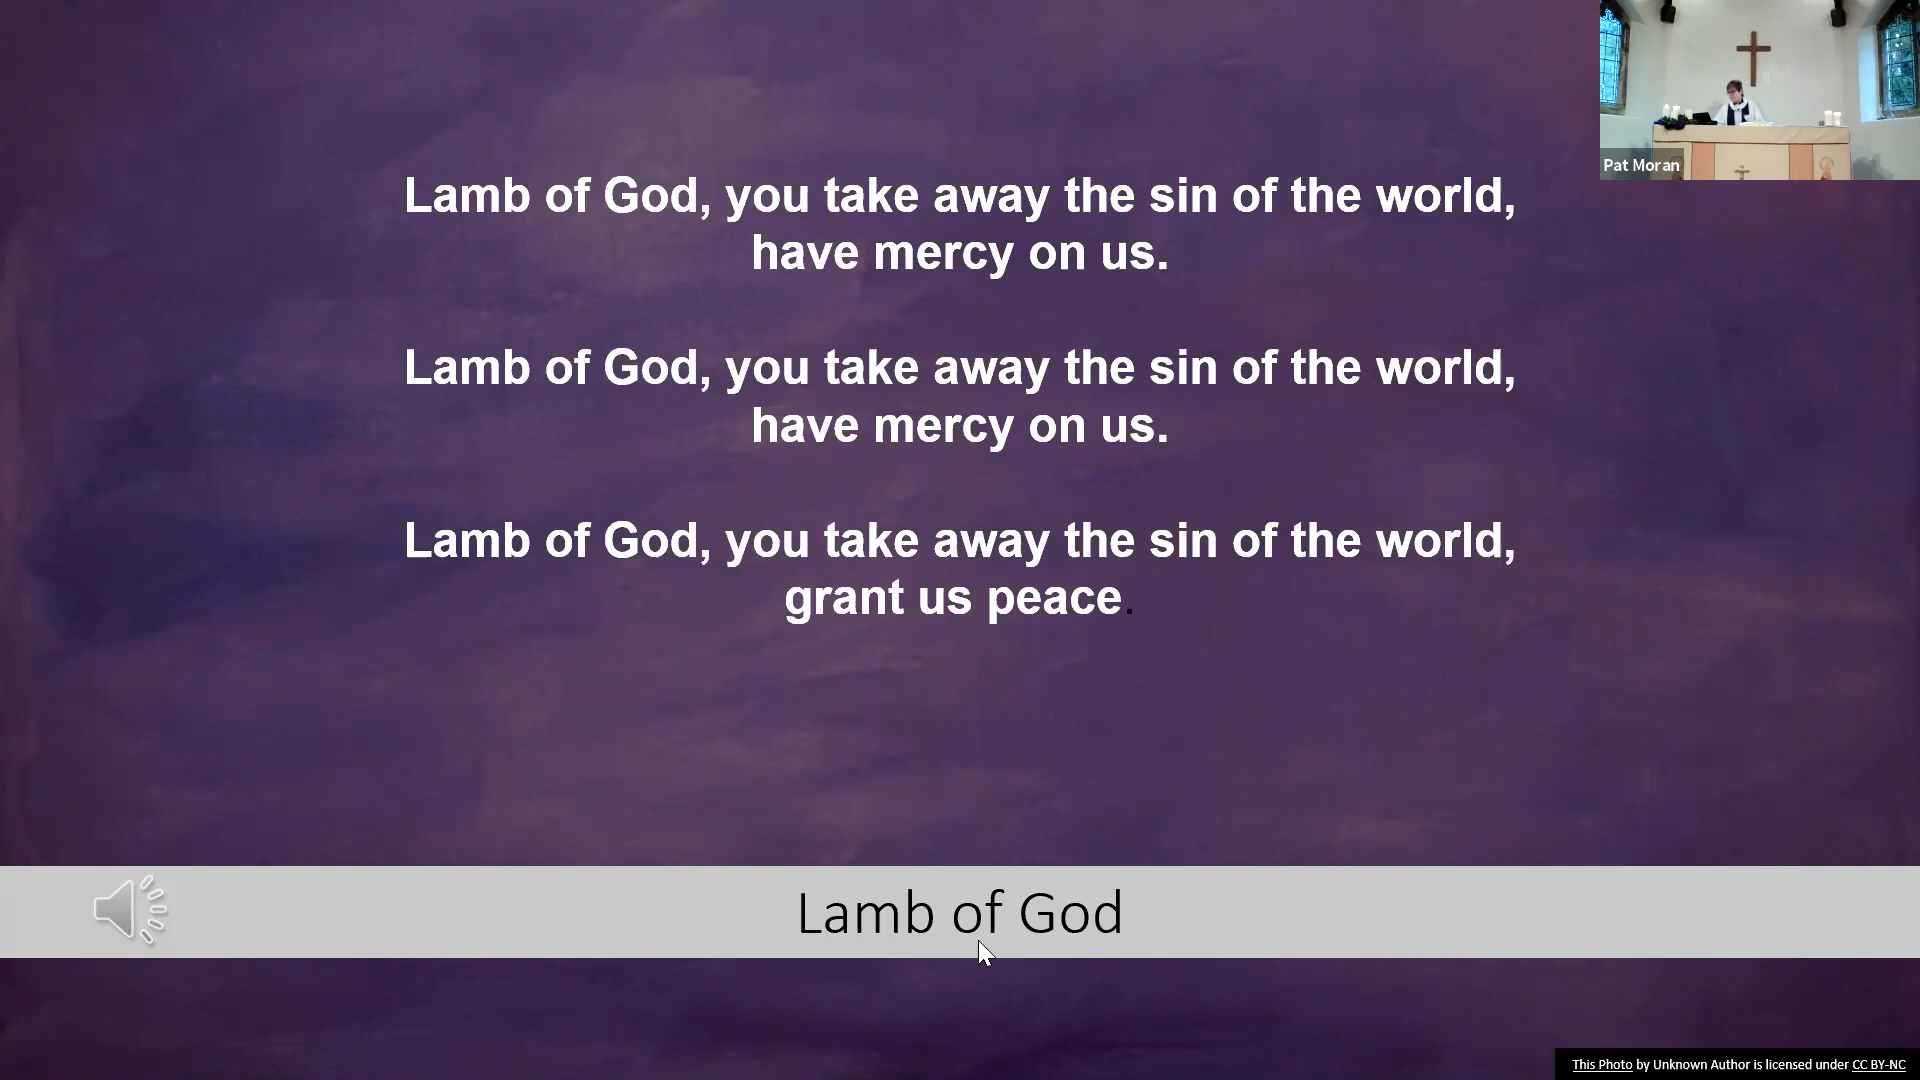 Lamb of God, you take away the sin of the world,
have mercy on us.
Lamb of God, you take away the sin of the world,
have mercy on us.
Lamb of God, you take away the sin of the world,
grant us peace.
Lamb of God
Pat Moran
This Photo by Unknown Author is licensed under CC BY-NC